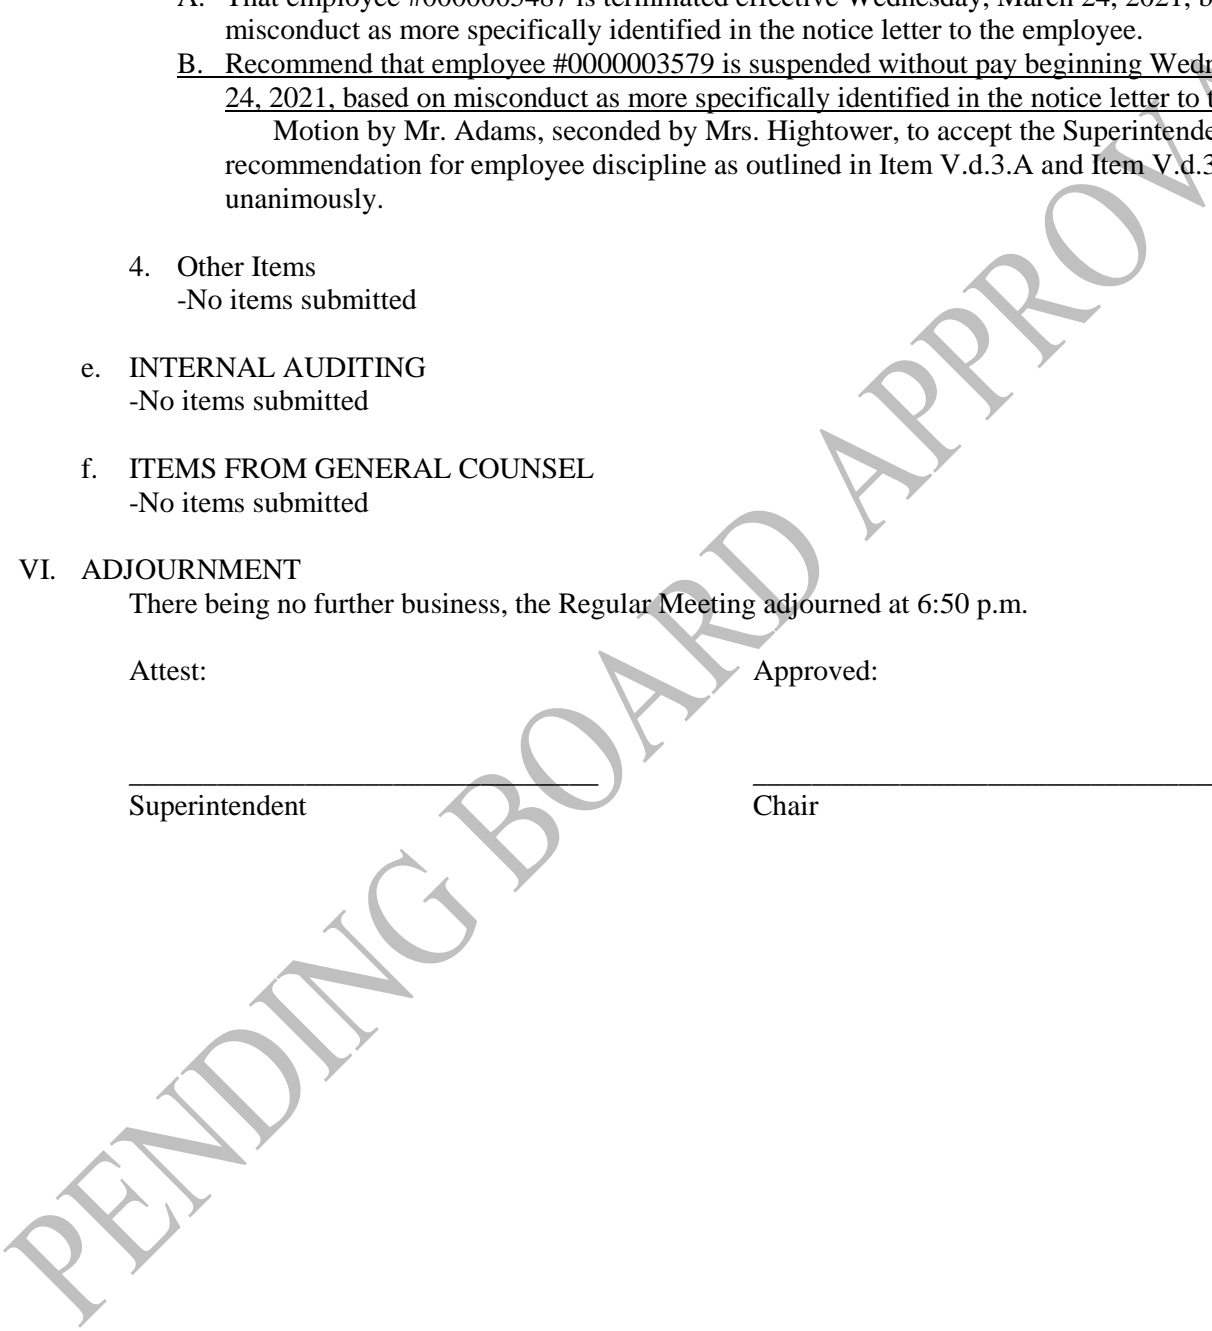 A. That employee #0000003487 is terminated effective Wednesday, March 24, 2021, b
misconduct as more specifically identified in the notice letter to the employee.
B. Recommend that employee #0000003579 is suspended without pay beginning Wedn
24, 2021, based on misconduct as more specifically identified in the notice letter to t
Motion by Mr. Adams, seconded by Mrs. Hightower, to accept the Superintende
recommendation for employee discipline as outlined in Item V.d.3.A and Item V.d.3
unanimously.
4. Other Items
-No items submitted
e. INTERNAL AUDITING
-No items submitted
f. ITEMS FROM GENERAL COUNSEL
-No items submitted
VI. ADJOURNMENT
There being no further business, the Regular Meeting adjourned at 6:50 p.m.
Attest: Approved:
Superintendent Chair
PENDING BOARD APPROV